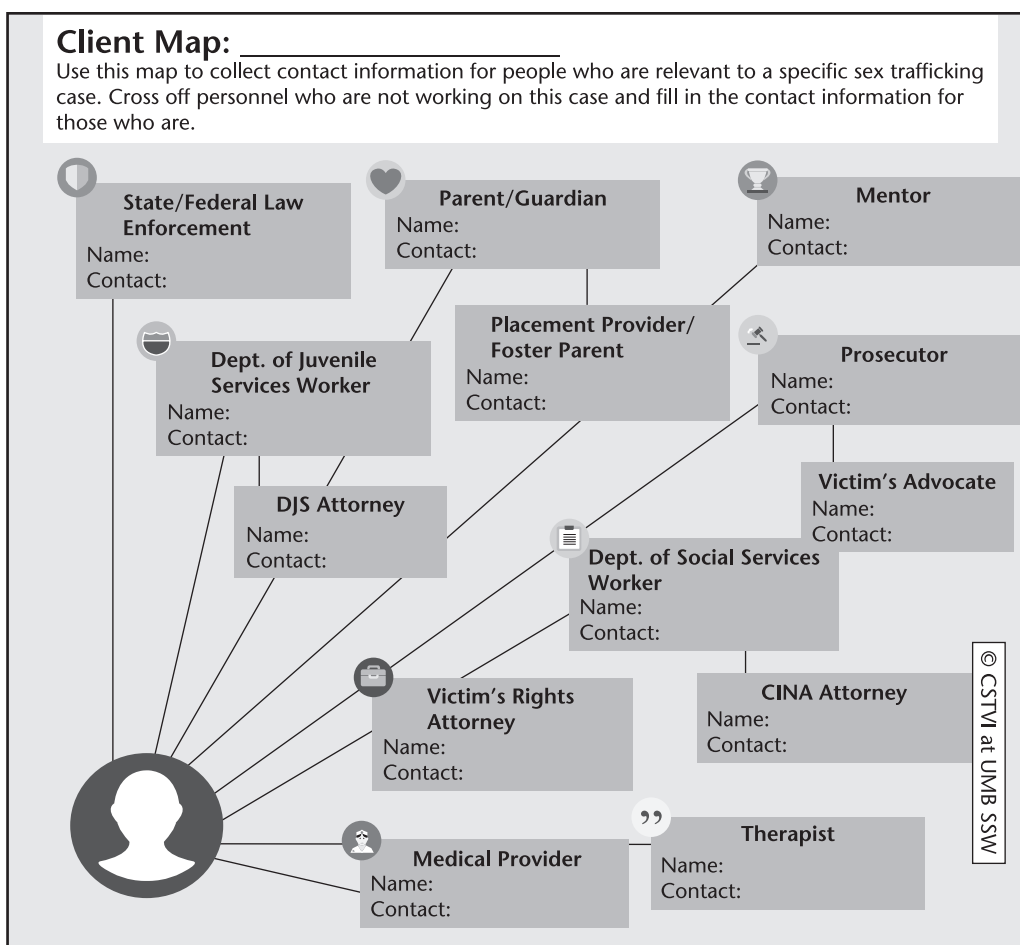 Client Map: ____________________
Use this map to collect contact information for people who are relevant to a specific sex trafficking
case. Cross off personnel who are not working on this case and fill in the contact information for
those who are.
State/Federal Law
Enforcement
Name:
Contact:
Parent/Guardian
Name:
Contact:
Mentor
Name:
Contact:
Placement Provider/
Foster Parent
Name:
Contact:
Dept. of Juvenile
Services Worker
Name:
Contact:
Prosecutor
Name:
Contact:
DJS Attorney
Name:
Contact:
Victim's Advocate
Name:
Contact:
Dept. of Social Services
Worker
Name:
Contact:
Victim's Rights
Attorney
Name:
Contact:
CINA Attorney
Name:
Contact:
Medical Provider
Name:
Contact:
Therapist
Name:
Contact:
© CSTVI at UMB SSW